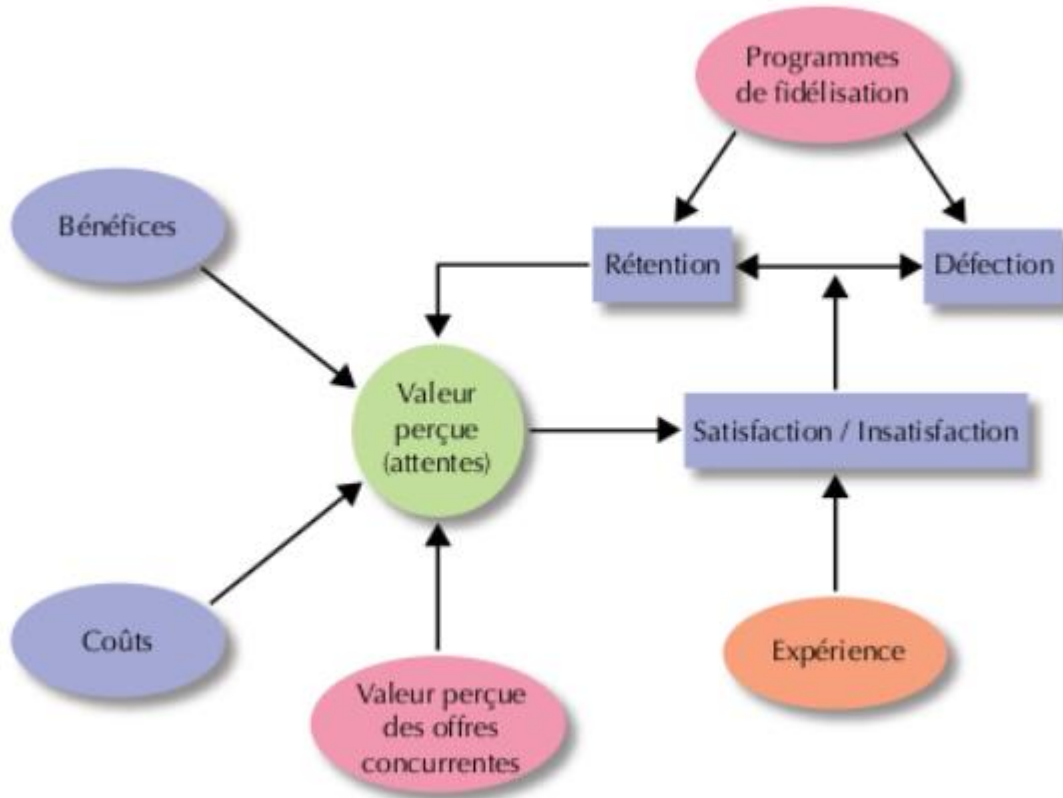 Programmes
de fidélisation
Bénéfices
Rétention
Défection
Valeur
perçue
(attentes)
Satisfaction / Insatisfaction
Coûts
Expérience
Valeur perçue
des offres
concurrentes